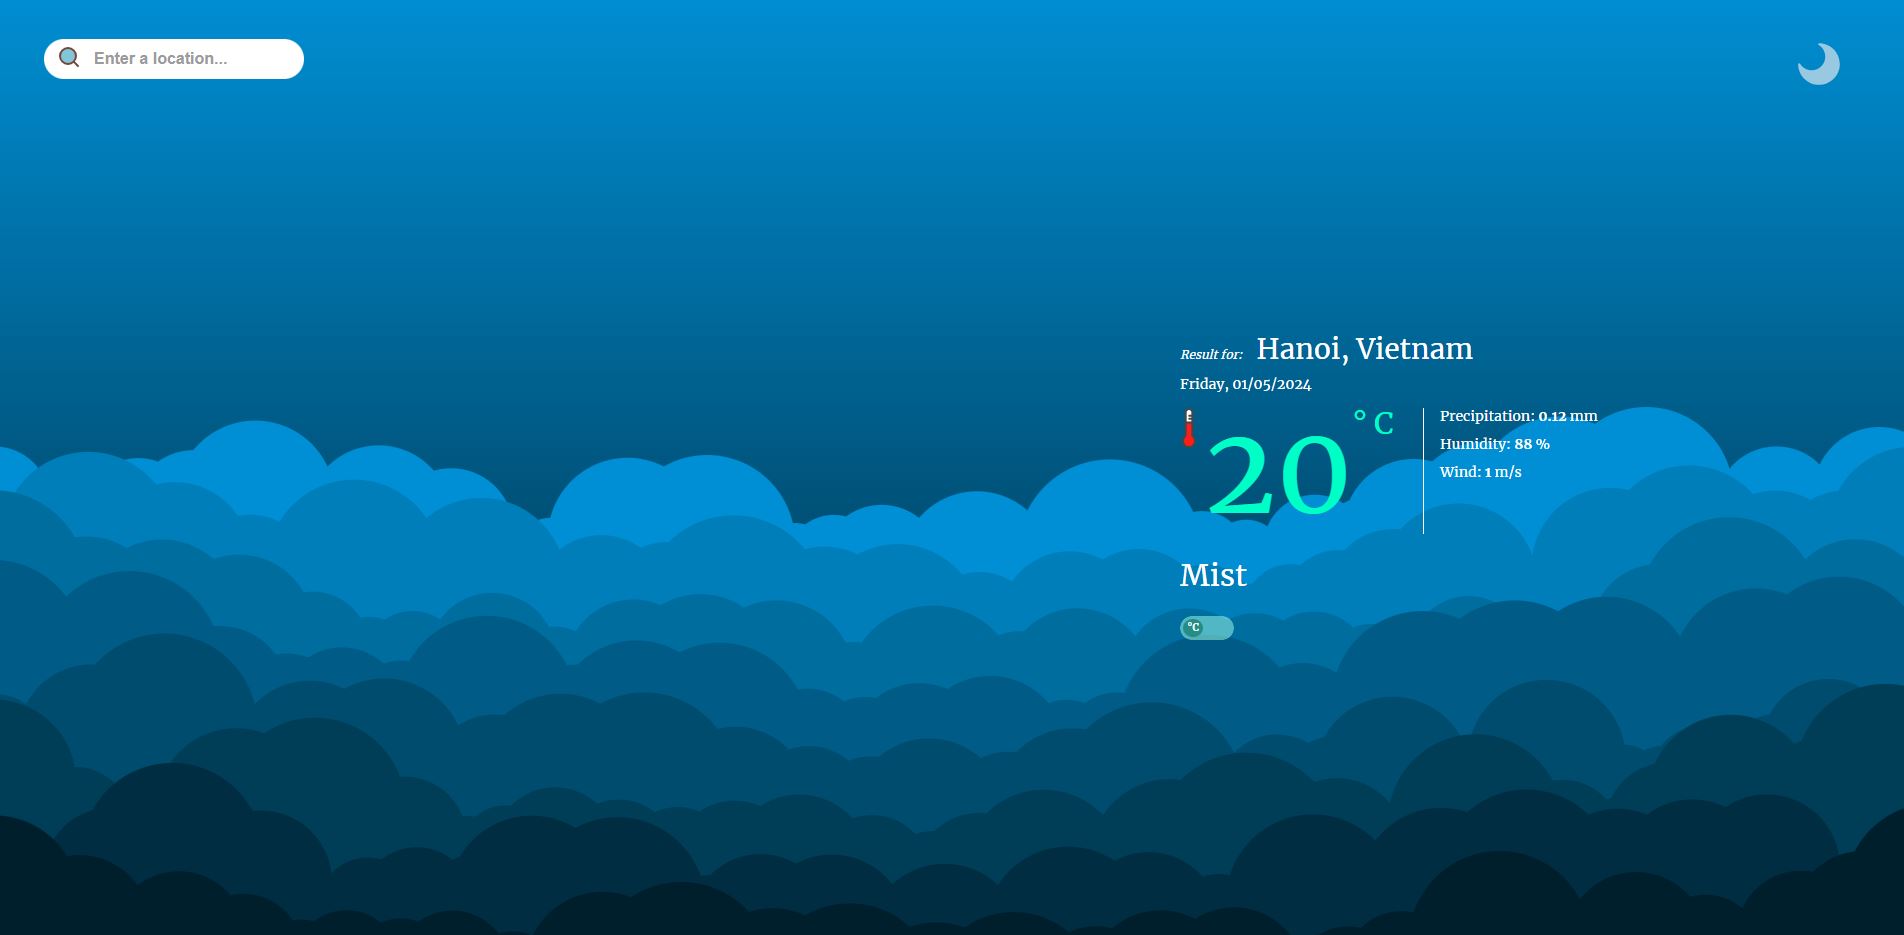 Enter a location...
Result for: Hanoi, Vietnam
Friday, 01/05/2024
20 ° C
Precipitation: 0.12 mm
Humidity: 88 %
Wind: 1 m/s
Mist
°C